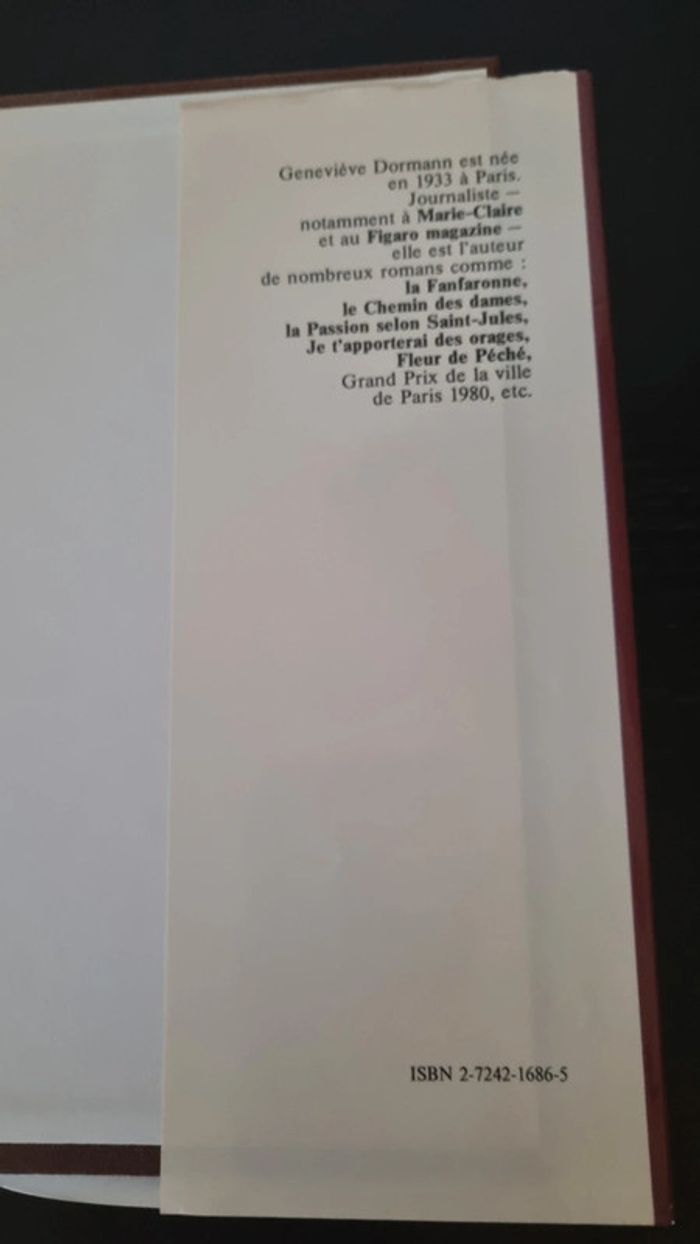 Geneviève Dormann est née
en 1933 à Paris.
Journaliste —
notamment à Marie-Claire
et au Figaro magazine —
elle est l'auteur
de nombreux romans comme :
la Fanfaronne,
le Chemin des dames,
la Passion selon Saint-Jules,
Je t'apporterai des orages,
Fleur de Péché,
Grand Prix de la ville
de Paris 1980, etc.
ISBN 2-7242-1686-5